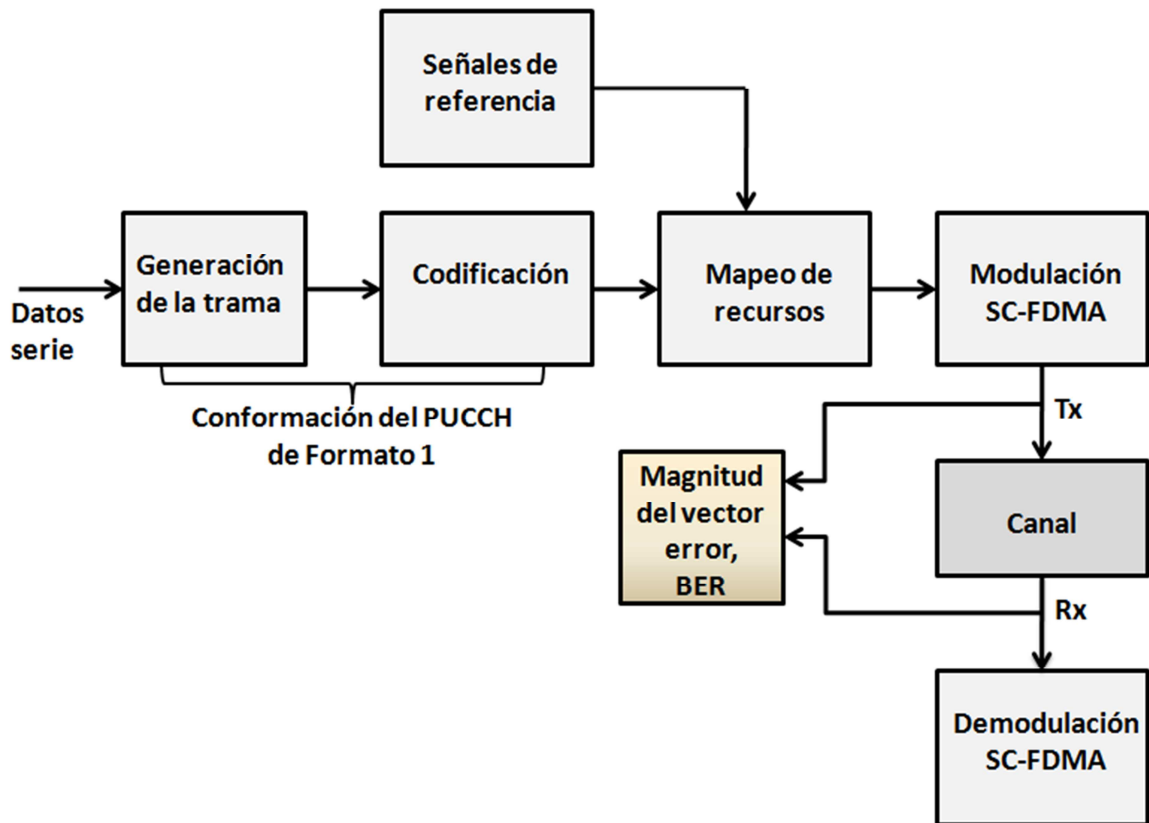 Señales de
referencia
Generación
de la trama
Codificación
Mapeo de
recursos
Modulación
SC-FDMA
Datos
serie
Conformación del PUCCH
de Formato 1
Tx
Magnitud
del vector
error,
BER
Canal
Rx
Demodulación
SC-FDMA